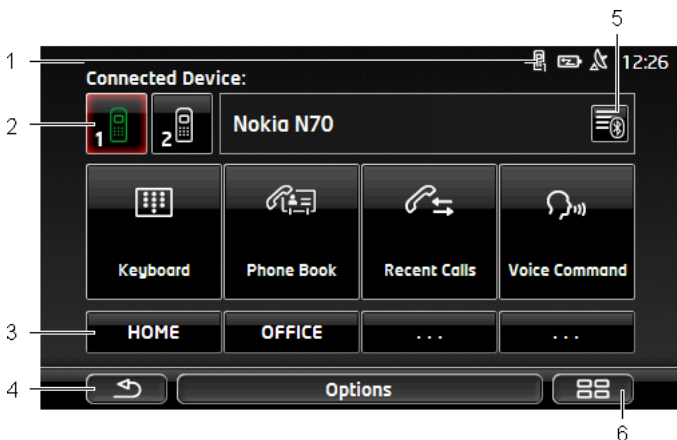 5
1
12:26
Connected Device:
2
1
2
Nokia N70
Keyboard
Phone Book
Recent Calls
Voice Command
3
HOME
OFFICE
...
...
4
Options
6